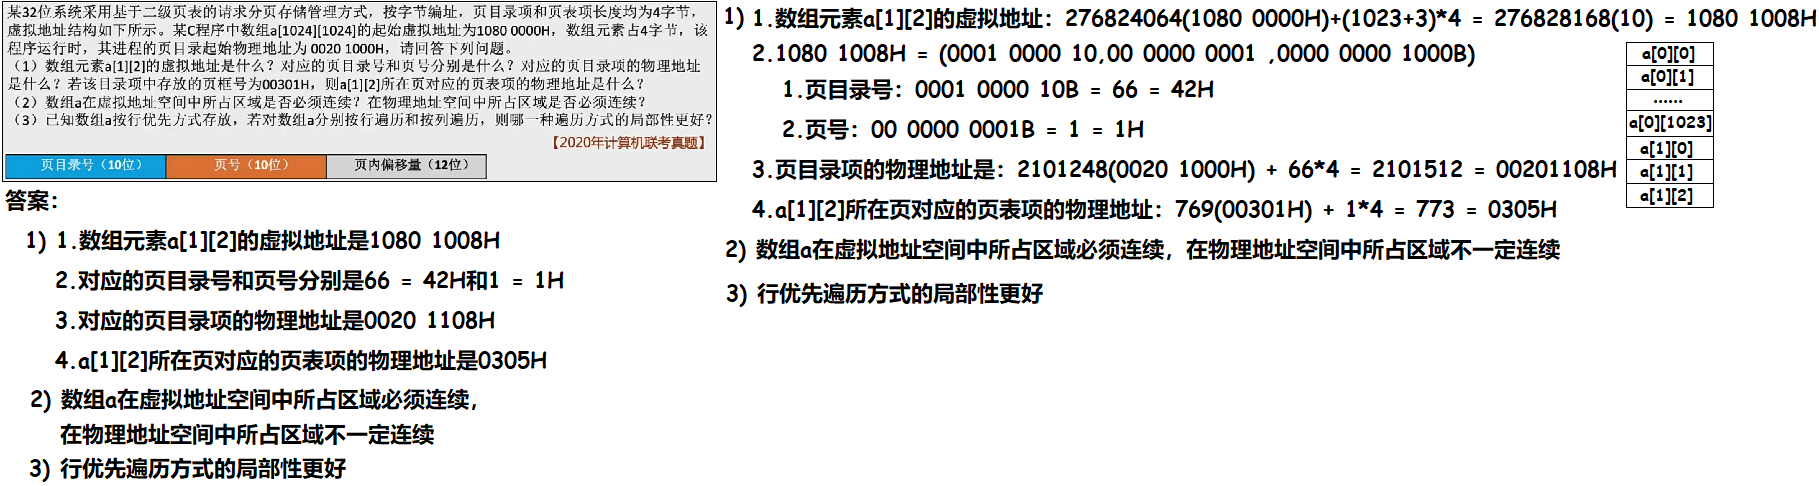 某32位系统采用基于二级页表的请求分页存储管理方式，按字节编址，页目录项和页表项长度均为4字节，
虚拟地址结构如下所示。某C程序中数组a[1024][1024]的起始虚拟地址为1080 0000H，数组元素占4字节，该
程序运行时，其进程的页目录起始物理地址为 0020 1000H，请回答下列问题。
（1）数组元素a[1][2]的虚拟地址是什么？对应的页目录号和页号分别是什么？对应的页目录项的物理地址
是什么？若该目录项中存放的页框号为00301H，则a[1][2]所在页对应的页表项的物理地址是什么？
（2）数组a在虚拟地址空间中所占区域是否必须连续？在物理地址空间中所占区域是否必须连续？
（3）已知数组a按行优先方式存放，若对数组a分别按行遍历和按列遍历，则哪一种遍历方式的局部性更好？
【2020年计算机联考真题】
页目录号（10位） 页号（10位） 页内偏移量（12位）
答案：
1) 1.数组元素a[1][2]的虚拟地址是1080 1008H
2.对应的页目录号和页号分别是66 = 42H和1 = 1H
3.对应的页目录项的物理地址是0020 1108H
4.a[1][2]所在页对应的页表项的物理地址是0305H
2) 数组a在虚拟地址空间中所占区域必须连续，
在物理地址空间中所占区域不一定连续
3) 行优先遍历方式的局部性更好
1) 1.数组元素a[1][2]的虚拟地址：276824064(1080 0000H)+(1023+3)*4 = 276828168(10) = 1080 1008H
2.1080 1008H = (0001 0000 10,00 0000 0001 ,0000 0000 1000B)
1.页目录号：0001 0000 10B = 66 = 42H
2.页号：00 0000 0001B = 1 = 1H
3.页目录项的物理地址是：2101248(0020 1000H) + 66*4 = 2101512 = 00201108H
4.a[1][2]所在页对应的页表项的物理地址：769(00301H) + 1*4 = 773 = 0305H
2) 数组a在虚拟地址空间中所占区域必须连续，在物理地址空间中所占区域不一定连续
3) 行优先遍历方式的局部性更好
a[0][0]
a[0][1]
......
a[0][1023]
a[1][0]
a[1][1]
a[1][2]